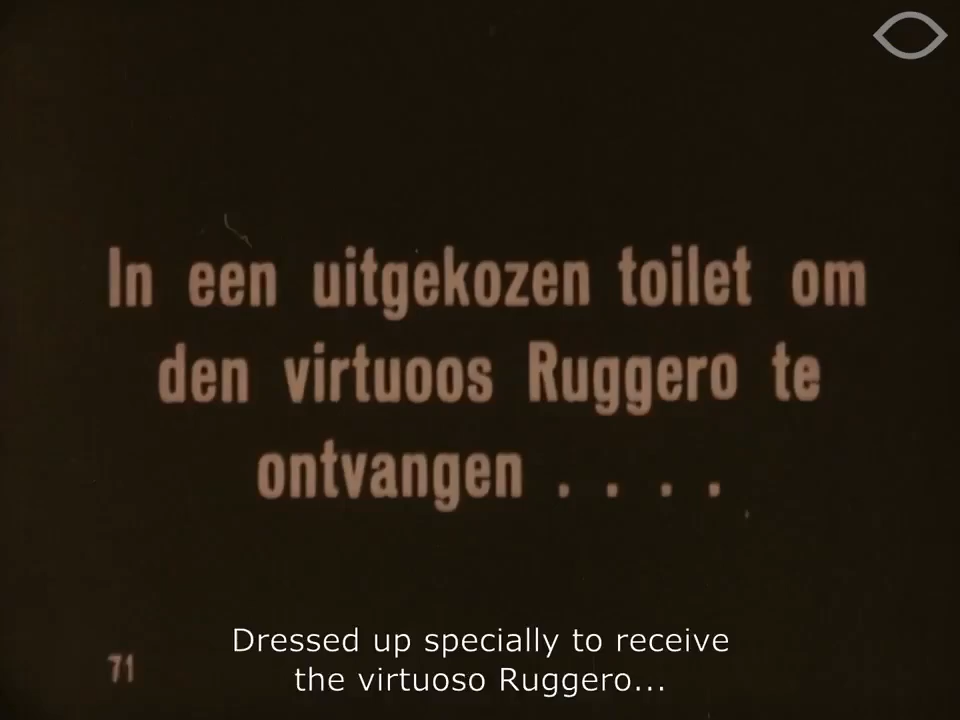 In een uitgekozen toilet om
den virtuoos Ruggero te
ontvangen . . . .
71
Dressed up specially to receive
the virtuoso Ruggero...